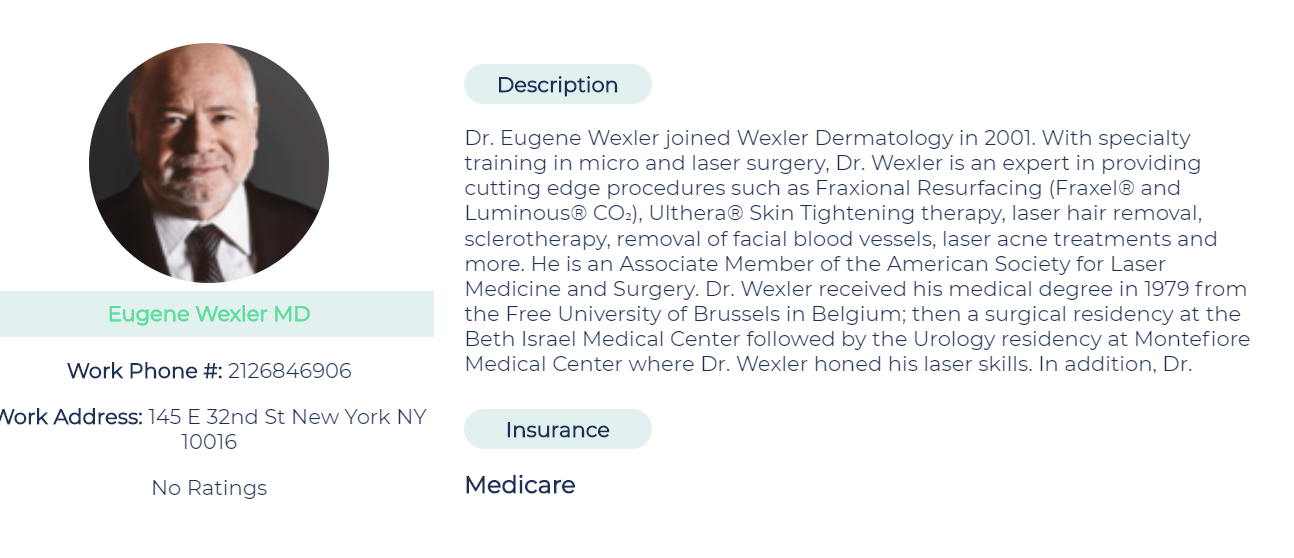 Eugene Wexler MD
Work Phone #: 2126846906
Work Address: 145 E 32nd St New York NY
10016
No Ratings
Description
Dr. Eugene Wexler joined Wexler Dermatology in 2001. With specialty
training in micro and laser surgery, Dr. Wexler is an expert in providing
cutting edge procedures such as Fraxional Resurfacing (Fraxel® and
Luminous® CO₂), Ulthera® Skin Tightening therapy, laser hair removal,
sclerotherapy, removal of facial blood vessels, laser acne treatments and
more. He is an Associate Member of the American Society for Laser
Medicine and Surgery. Dr. Wexler received his medical degree in 1979 from
the Free University of Brussels in Belgium; then a surgical residency at the
Beth Israel Medical Center followed by the Urology residency at Montefiore
Medical Center where Dr. Wexler honed his laser skills. In addition, Dr.
Insurance
Medicare